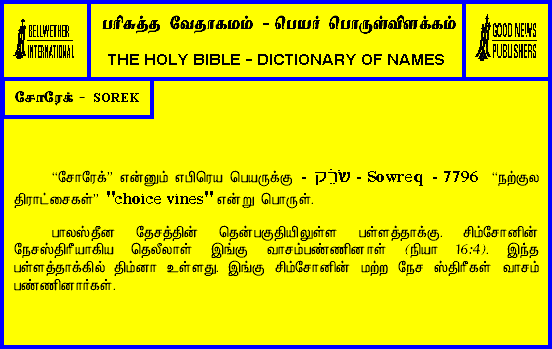 BELLWETHER
INTERNATIONAL
பரிசுத்த வேதாகமம் - பெயர் பொருள்விளக்கம்
THE HOLY BIBLE - DICTIONARY OF NAMES
GOOD NEWS
PUBLISHERS
சோரேக் - SOREK
“சோரேக்” என்னும் எபிரெய பெயருக்கு - שׂרֵק - Sowreq - 7796 “நற்குல
திராட்சைகள்” "choice vines" என்று பொருள்.
பாலஸ்தீன தேசத்தின் தென்பகுதியிலுள்ள பள்ளத்தாக்கு. சிம்சோனின்
நேசஸ்திரீயாகிய தெலீலாள் இங்கு வாசம்பண்ணினாள் (நியா 16:4). இந்த
பள்ளத்தாக்கில் திம்னா உள்ளது. இங்கு சிம்சோனின் மற்ற நேச ஸ்திரீகள் வாசம்
பண்ணினார்கள்.